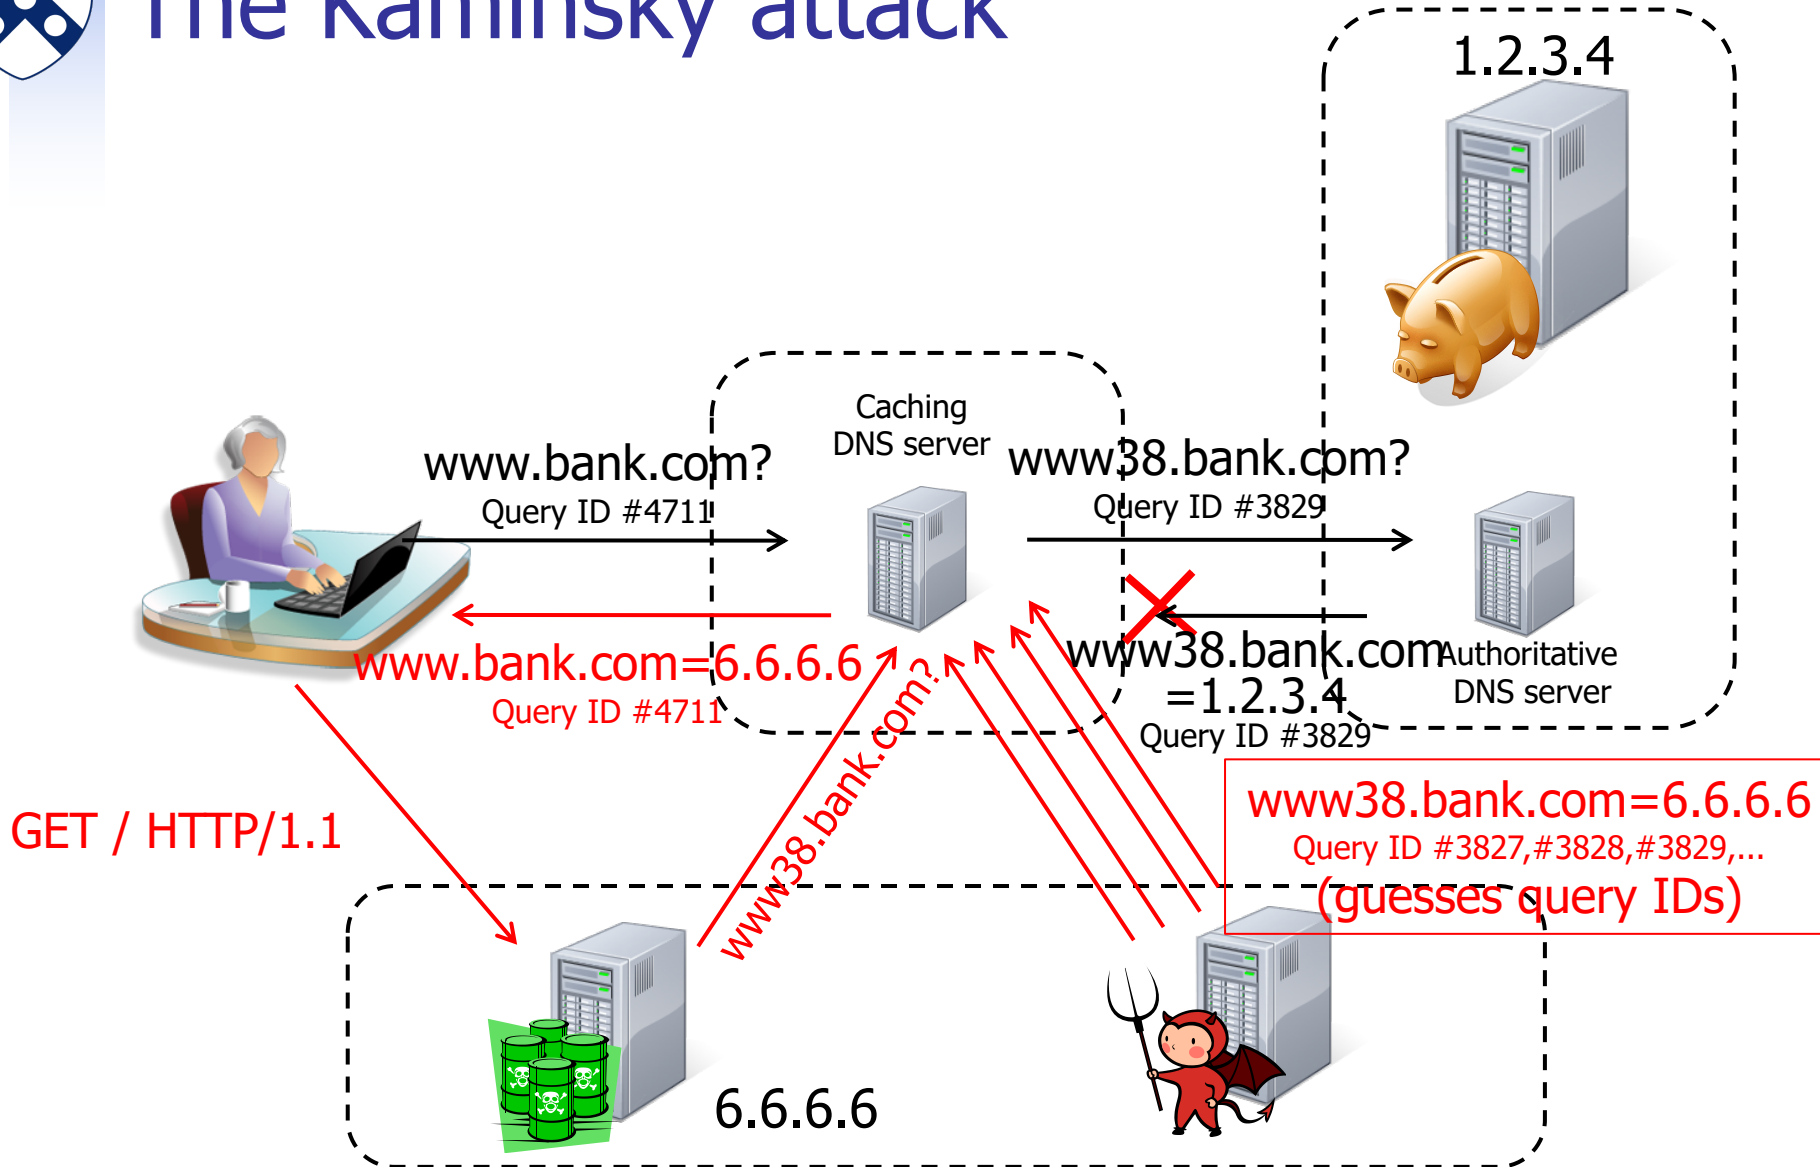 The Kaminsky attack
1.2.3.4
Caching
DNS server
www.bank.com?
Query ID #4711
www38.bank.com?
Query ID #3829
www.bank.com=6.6.6.6
Query ID #4711
www38.bank.com
=1.2.3.4
Query ID #3829
Authoritative
DNS server
www38.bank.com?
GET / HTTP/1.1
www38.bank.com=6.6.6.6
Query ID #3827,#3828,#3829,...
(guesses query IDs)
6.6.6.6